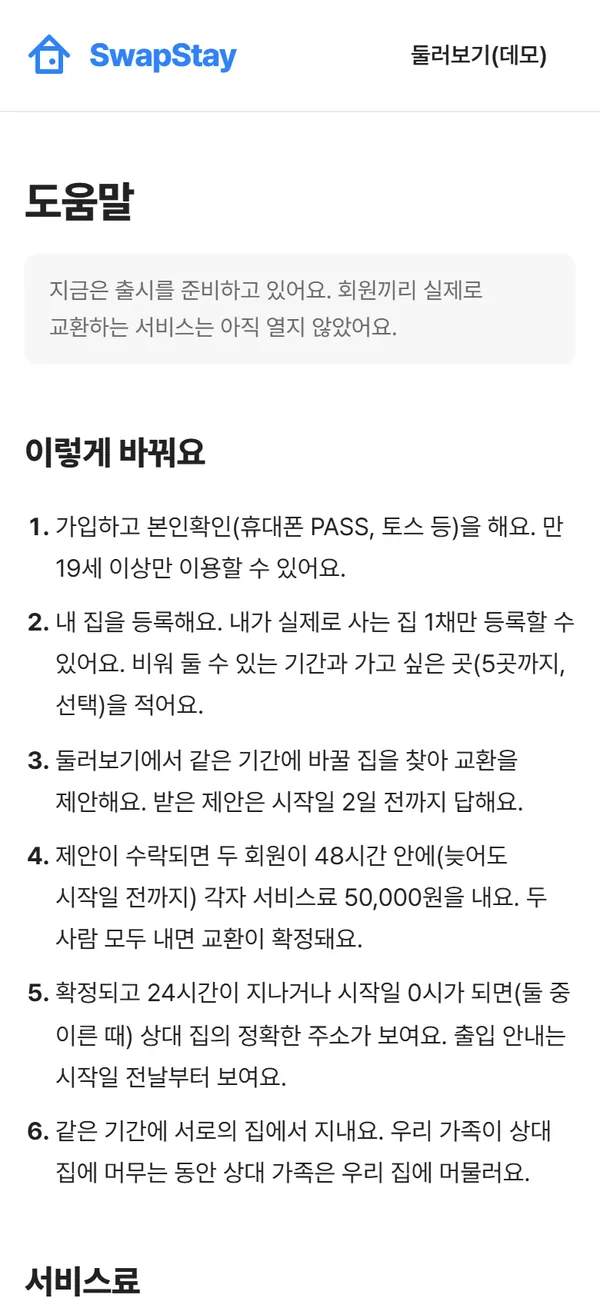 SwapStay
둘러보기(데모)
도움말
지금은 출시를 준비하고 있어요. 회원끼리 실제로
교환하는 서비스는 아직 열지 않았어요.
이렇게 바꿔요
1. 가입하고 본인확인(휴대폰 PASS, 토스 등)을 해요. 만
19세 이상만 이용할 수 있어요.
2. 내 집을 등록해요. 내가 실제로 사는 집 1채만 등록할 수
있어요. 비워 둘 수 있는 기간과 가고 싶은 곳(5곳까지,
선택)을 적어요.
3. 둘러보기에서 같은 기간에 바꿀 집을 찾아 교환을
제안해요. 받은 제안은 시작일 2일 전까지 답해요.
4. 제안이 수락되면 두 회원이 48시간 안에(늦어도
시작일 전까지) 각자 서비스료 50,000원을 내요. 두
사람 모두 내면 교환이 확정돼요.
5. 확정되고 24시간이 지나거나 시작일 0시가 되면(둘 중
이른 때) 상대 집의 정확한 주소가 보여요. 출입 안내는
시작일 전날부터 보여요.
6. 같은 기간에 서로의 집에서 지내요. 우리 가족이 상대
집에 머무는 동안 상대 가족은 우리 집에 머물러요.
서비스료